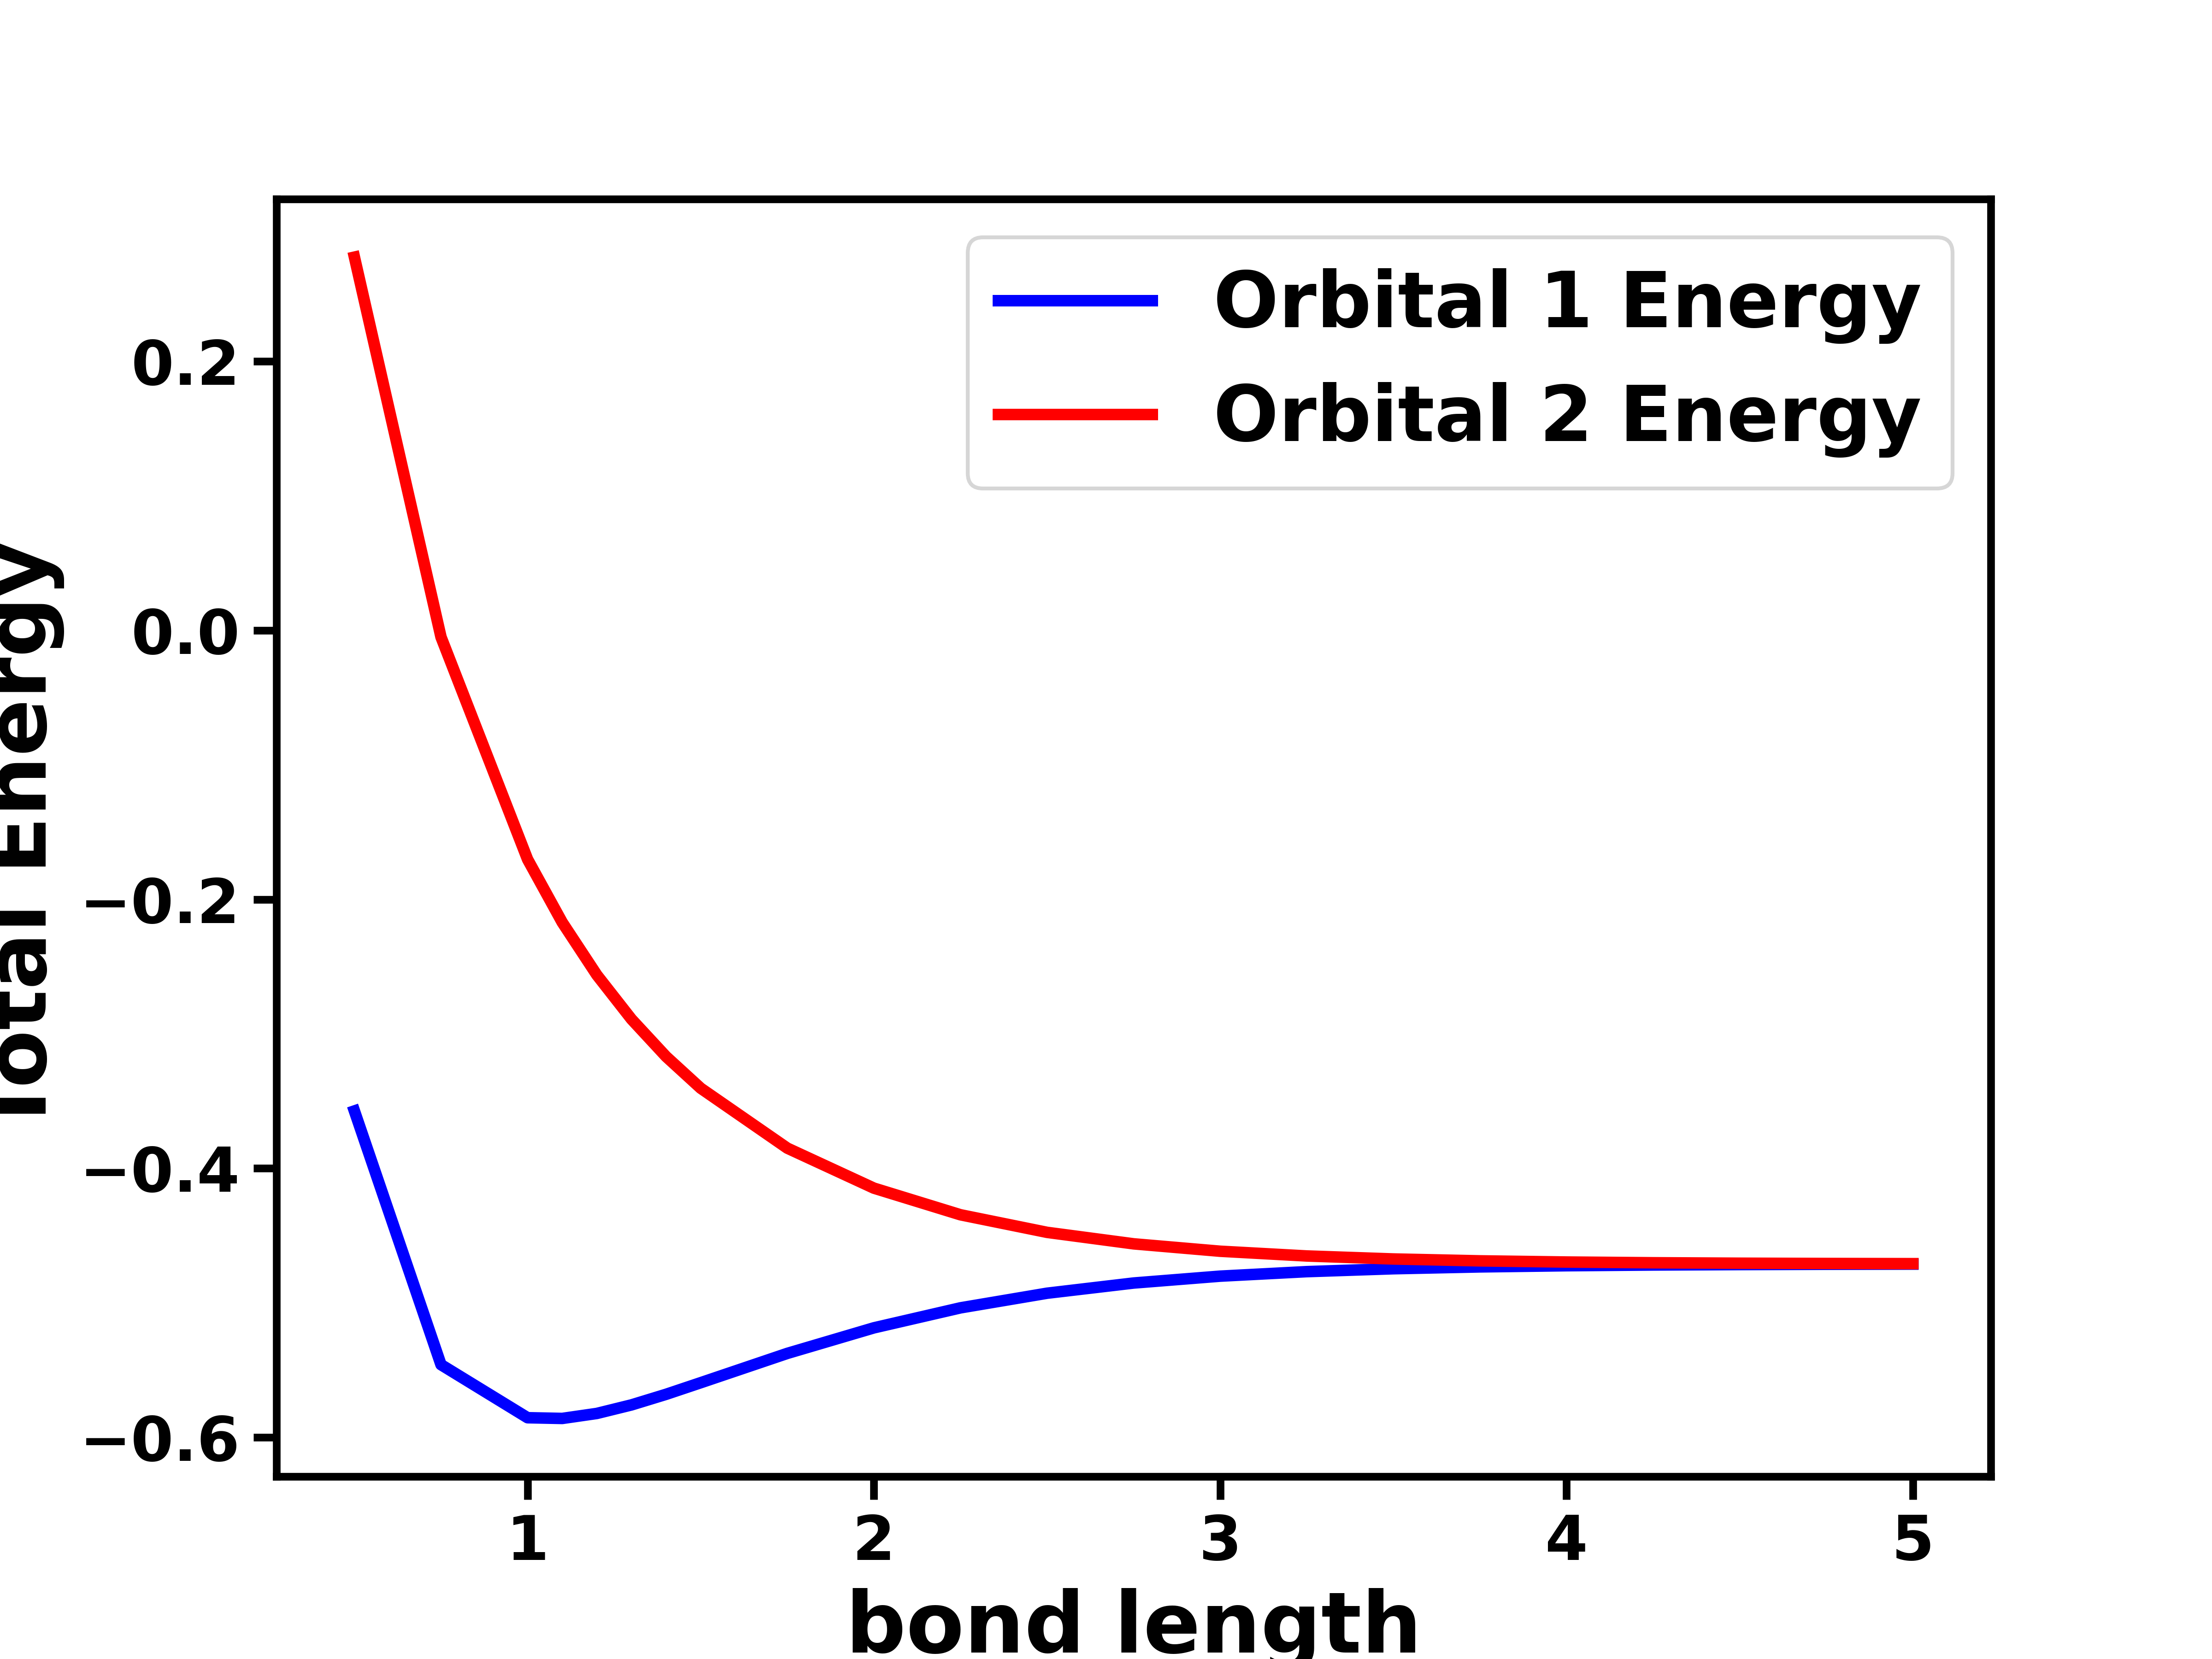 Orbital 1 Energy
Orbital 2 Energy
0.2
0.0
−0.2
−0.4
−0.6
Total Energy
1 2 3 4 5
bond length